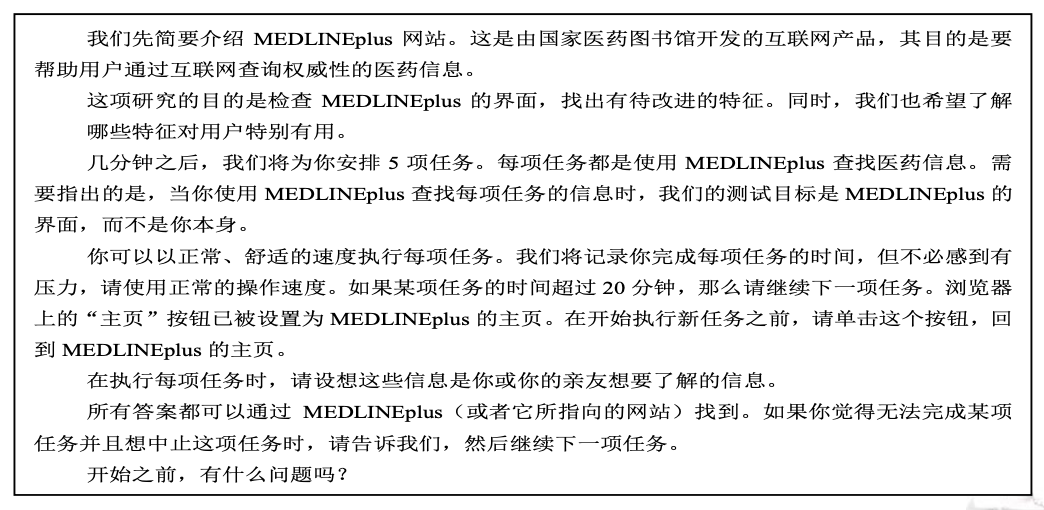 我们先简要介绍 MEDLINEplus 网站。这是由国家医药图书馆开发的互联网产品，其目的是要
帮助用户通过互联网查询权威性的医药信息。
这项研究的目的是检查 MEDLINEplus 的界面，找出有待改进的特征。同时，我们也希望了解
哪些特征对用户特别有用。
几分钟之后，我们将为你安排 5 项任务。每项任务都是使用 MEDLINEplus 查找医药信息。需
要指出的是，当你使用 MEDLINEplus 查找每项任务的信息时，我们的测试目标是 MEDLINEplus 的
界面，而不是你本身。
你可以以正常、舒适的速度执行每项任务。我们将记录你完成每项任务的时间，但不必感到有
压力，请使用正常的操作速度。如果某项任务的时间超过 20 分钟，那么请继续下一项任务。浏览器
上的“主页”按钮已被设置为 MEDLINEplus 的主页。在开始执行新任务之前，请单击这个按钮，回
到 MEDLINEplus 的主页。
在执行每项任务时，请设想这些信息是你或你的亲友想要了解的信息。
所有答案都可以通过 MEDLINEplus（或者它所指向的网站）找到。如果你觉得无法完成某项
任务并且想中止这项任务时，请告诉我们，然后继续下一项任务。
开始之前，有什么问题吗？